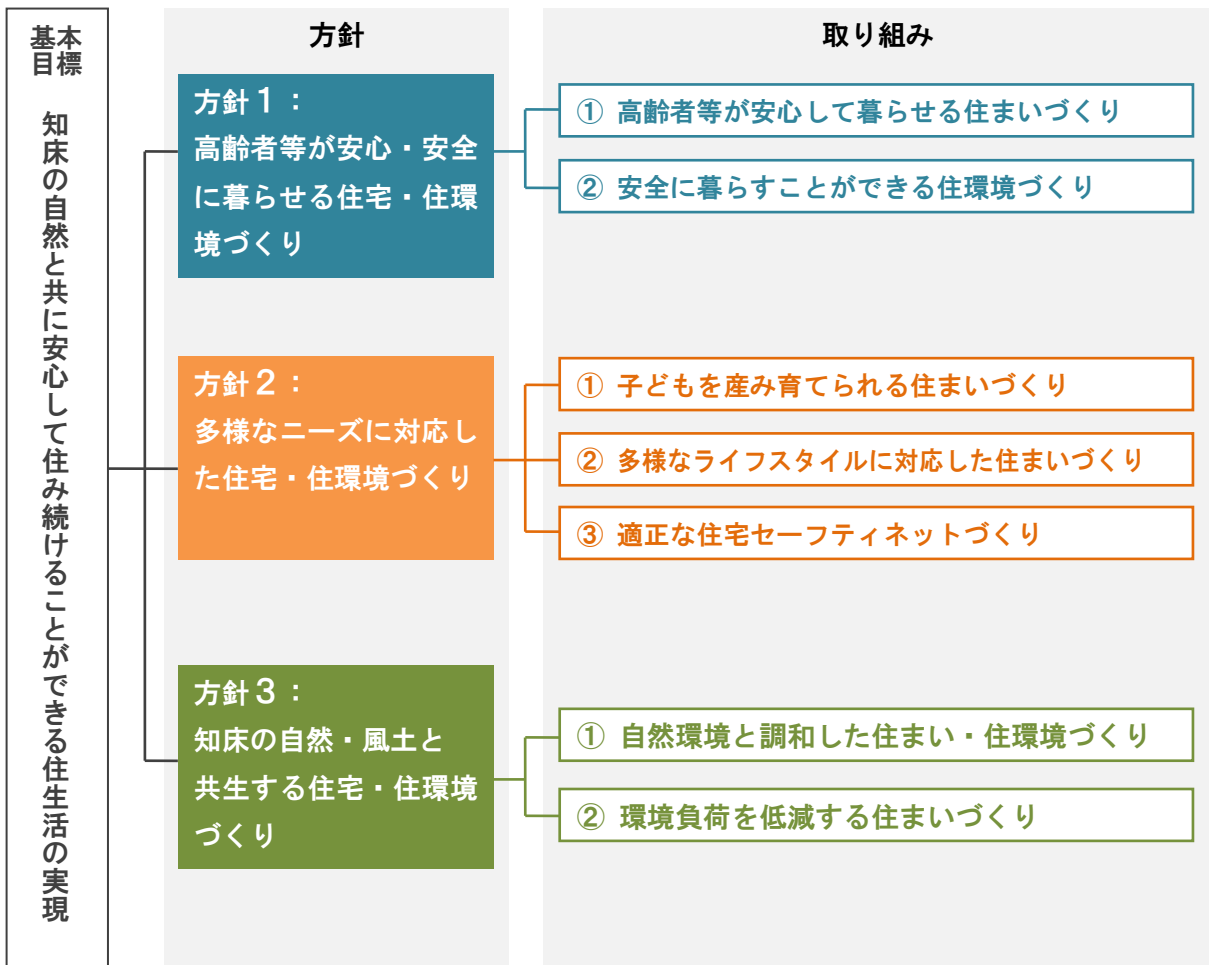 基本
目標
知床の自然と共に安心して住み続けることができる住生活の実現
方針
取り組み
方針１：
高齢者等が安心・安全
に暮らせる住宅・住環
境づくり
① 高齢者等が安心して暮らせる住まいづくり
② 安全に暮らすことができる住環境づくり
方針２：
多様なニーズに対応し
た住宅・住環境づくり
① 子どもを産み育てられる住まいづくり
② 多様なライフスタイルに対応した住まいづくり
③ 適正な住宅セーフティネットづくり
方針３：
知床の自然・風土と
共生する住宅・住環境
づくり
① 自然環境と調和した住まい・住環境づくり
② 環境負荷を低減する住まいづくり